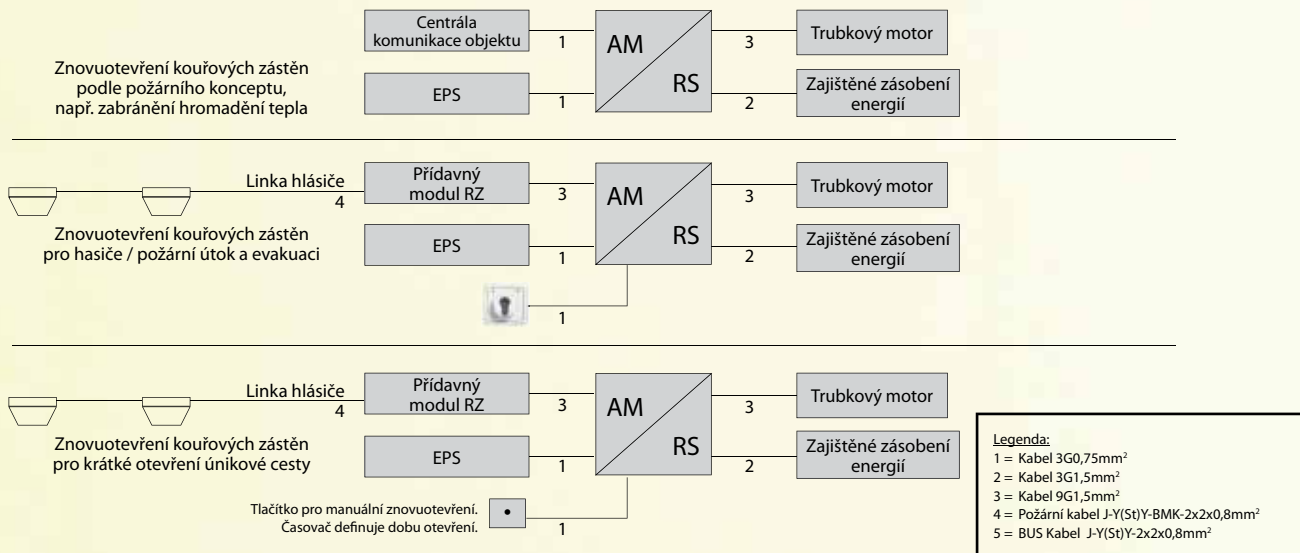 Centrála
komunikace objektu
1
AM
RS
3
Trubkový motor
Znovuotevření kouřových zástěn
podle požárního konceptu,
např. zabránění hromadění tepla
EPS
1
2
Zajištěné zásobení
energií
Linka hlásiče
4
Přídavný
modul RZ
3
AM
RS
3
Trubkový motor
Znovuotevření kouřových zástěn
pro hasiče / požární útok a evakuaci
EPS
1
2
Zajištěné zásobení
energií
1
Linka hlásiče
4
Přídavný
modul RZ
3
AM
RS
3
Trubkový motor
Znovuotevření kouřových zástěn
pro krátké otevření únikové cesty
EPS
1
2
Zajištěné zásobení
energií
Tlačítko pro manuální znovuotevření.
Časovač definuje dobu otevření.
1
Legenda:
1 = Kabel 3G0,75mm²
2 = Kabel 3G1,5mm²
3 = Kabel 9G1,5mm²
4 = Požární kabel J-Y(St)Y-BMK-2x2x0,8mm²
5 = BUS Kabel J-Y(St)Y-2x2x0,8mm²